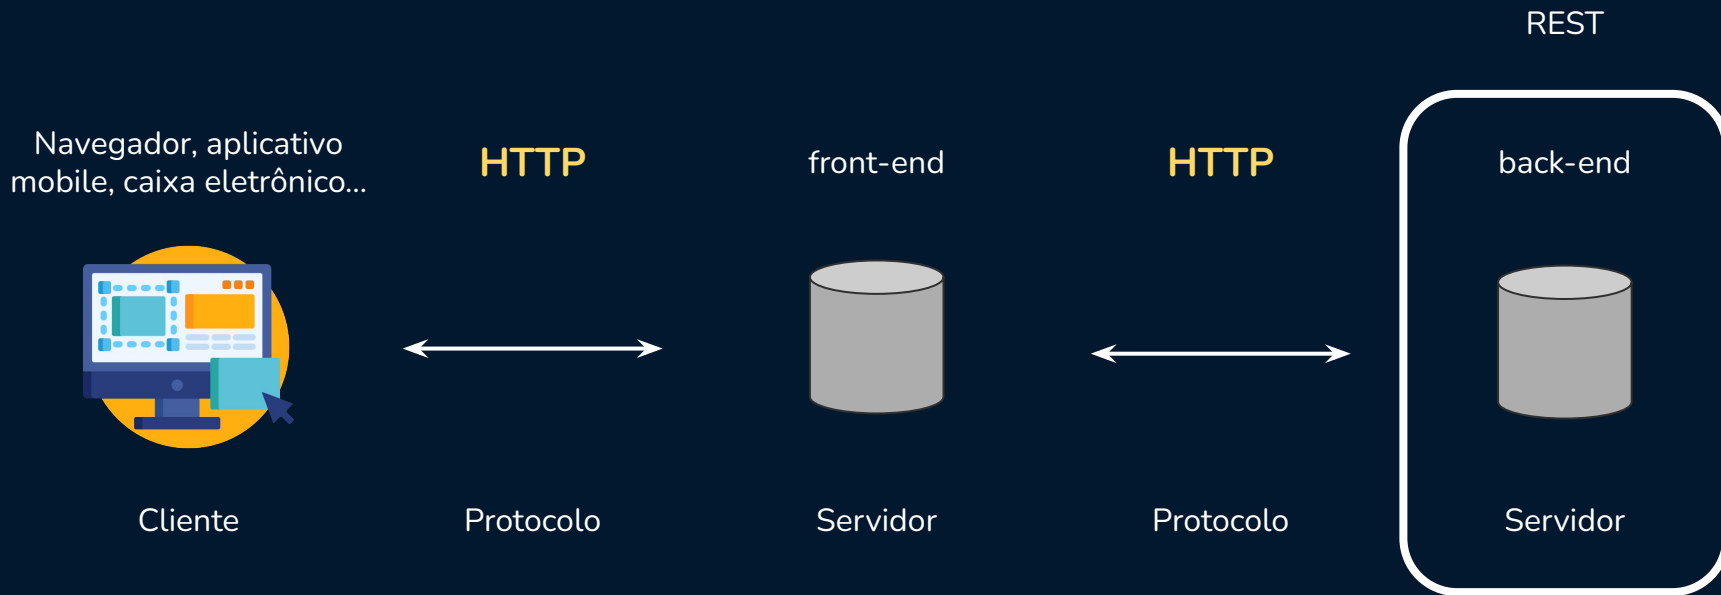 REST
Navegador, aplicativo
mobile, caixa eletrônico...
HTTP
front-end
HTTP
back-end
Cliente
Protocolo
Servidor
Protocolo
Servidor